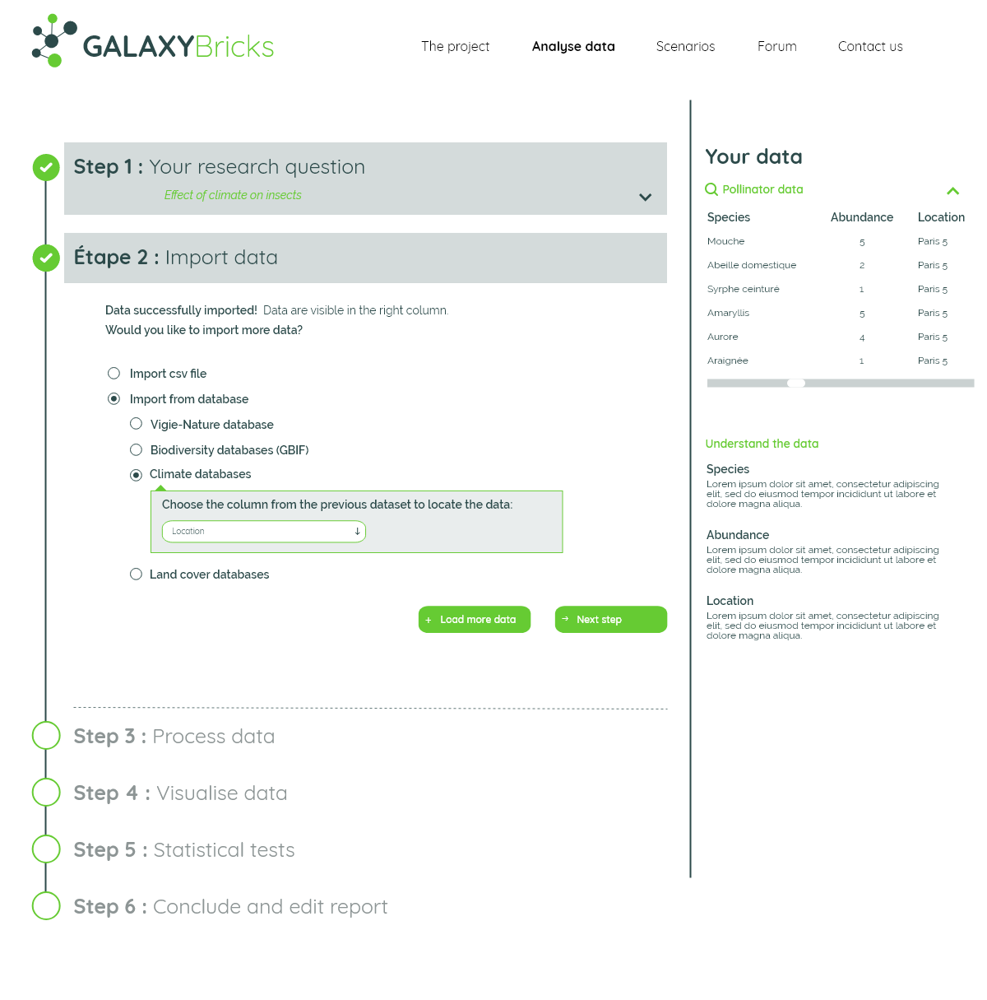 GALAXYBricks
The project Analyse data Scenarios Forum Contact us
Step 1 : Your research question
Effect of climate on insects
Étape 2 : Import data
Data successfully imported! Data are visible in the right column.
Would you like to import more data?
Import csv file
Import from database
Vigie-Nature database
Biodiversity databases (GBIF)
Climate databases
Choose the column from the previous dataset to locate the data:
Location
Land cover databases
+ Load more data
→ Next step
Step 3 : Process data
Step 4 : Visualise data
Step 5 : Statistical tests
Step 6 : Conclude and edit report
Your data
Pollinator data
Species Abundance Location
Mouche 5 Paris 5
Abeille domestique 2 Paris 5
Syrphe ceinturé 1 Paris 5
Amaryllis 5 Paris 5
Aurore 4 Paris 5
Araignée 1 Paris 5
Understand the data
Species
Lorem ipsum dolor sit amet, consectetur adipiscing
elit, sed do eiusmod tempor incididunt ut labore et
dolore magna aliqua.
Abundance
Lorem ipsum dolor sit amet, consectetur adipiscing
elit, sed do eiusmod tempor incididunt ut labore et
dolore magna aliqua.
Location
Lorem ipsum dolor sit amet, consectetur adipiscing
elit, sed do eiusmod tempor incididunt ut labore et
dolore magna aliqua.